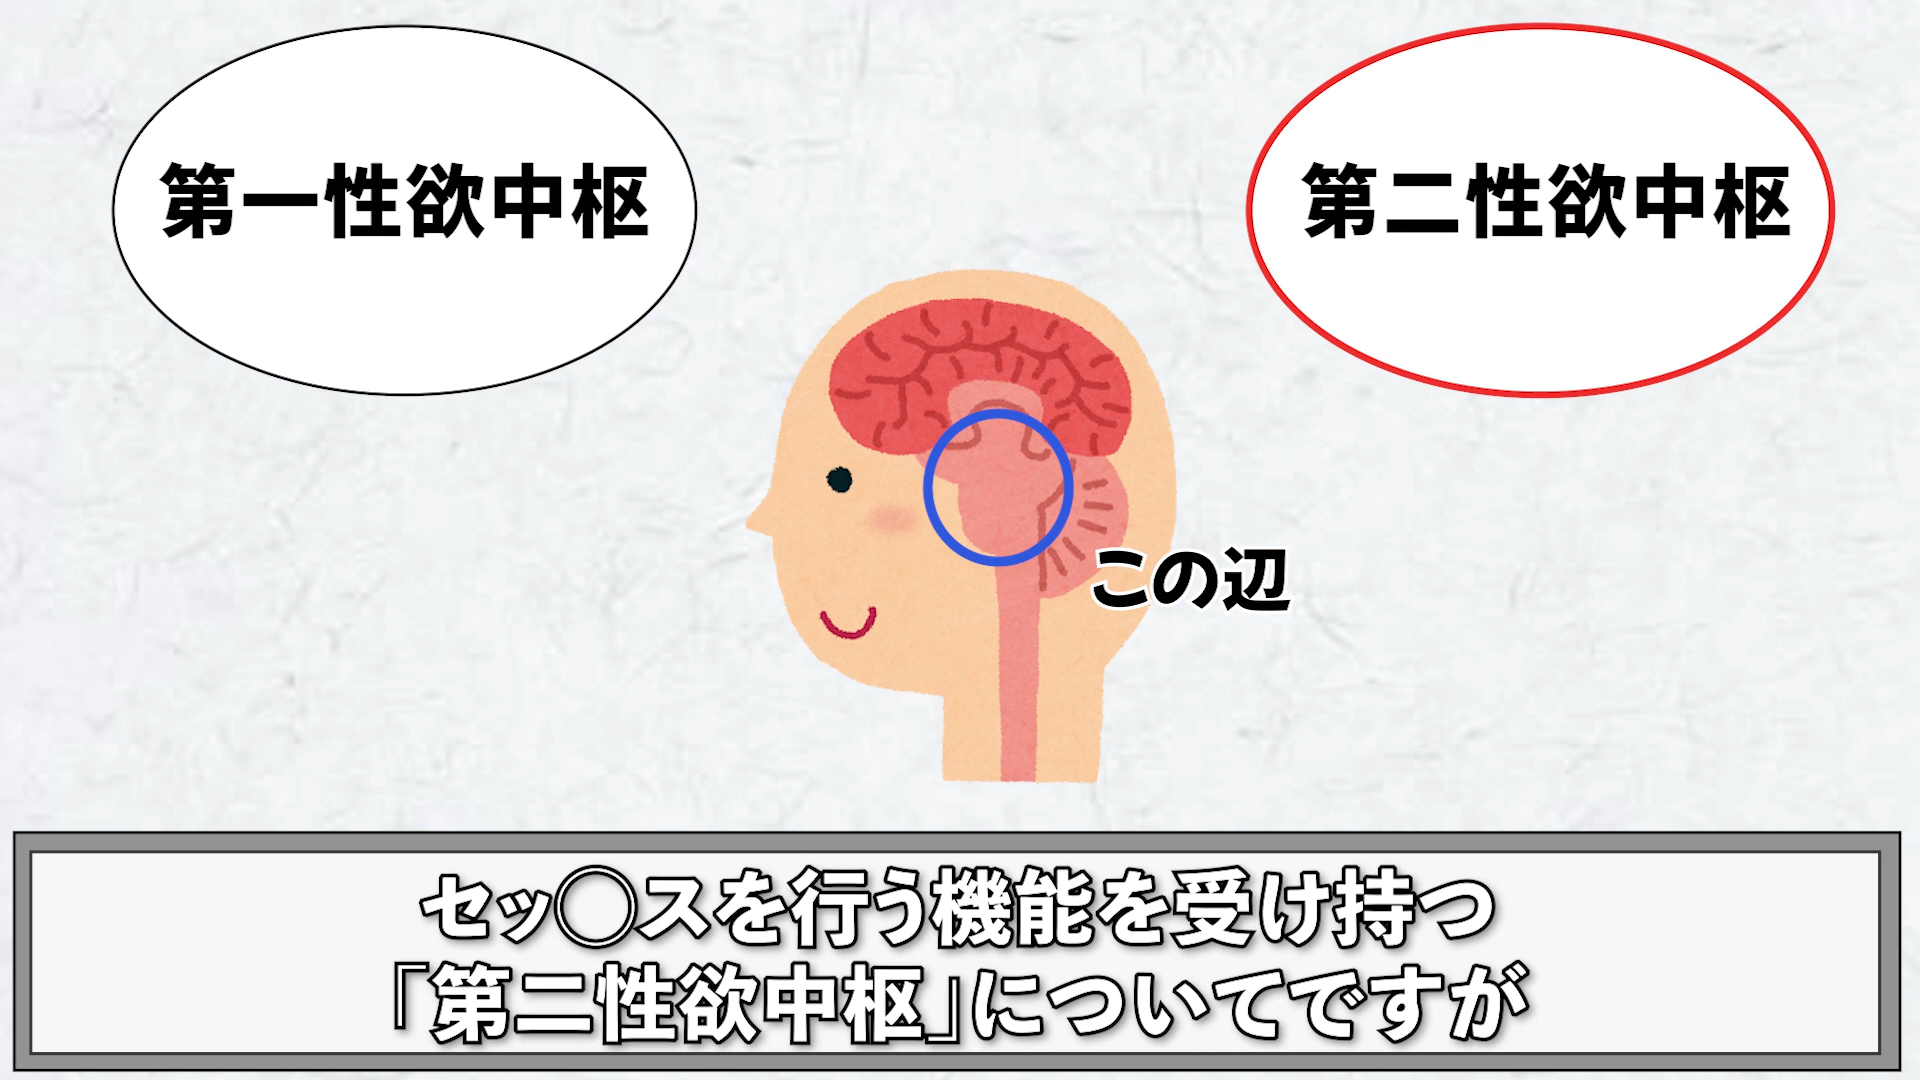 第一性欲中枢
第二性欲中枢
この辺
セッ◯スを行う機能を受け持つ
「第二性欲中枢」についてですが